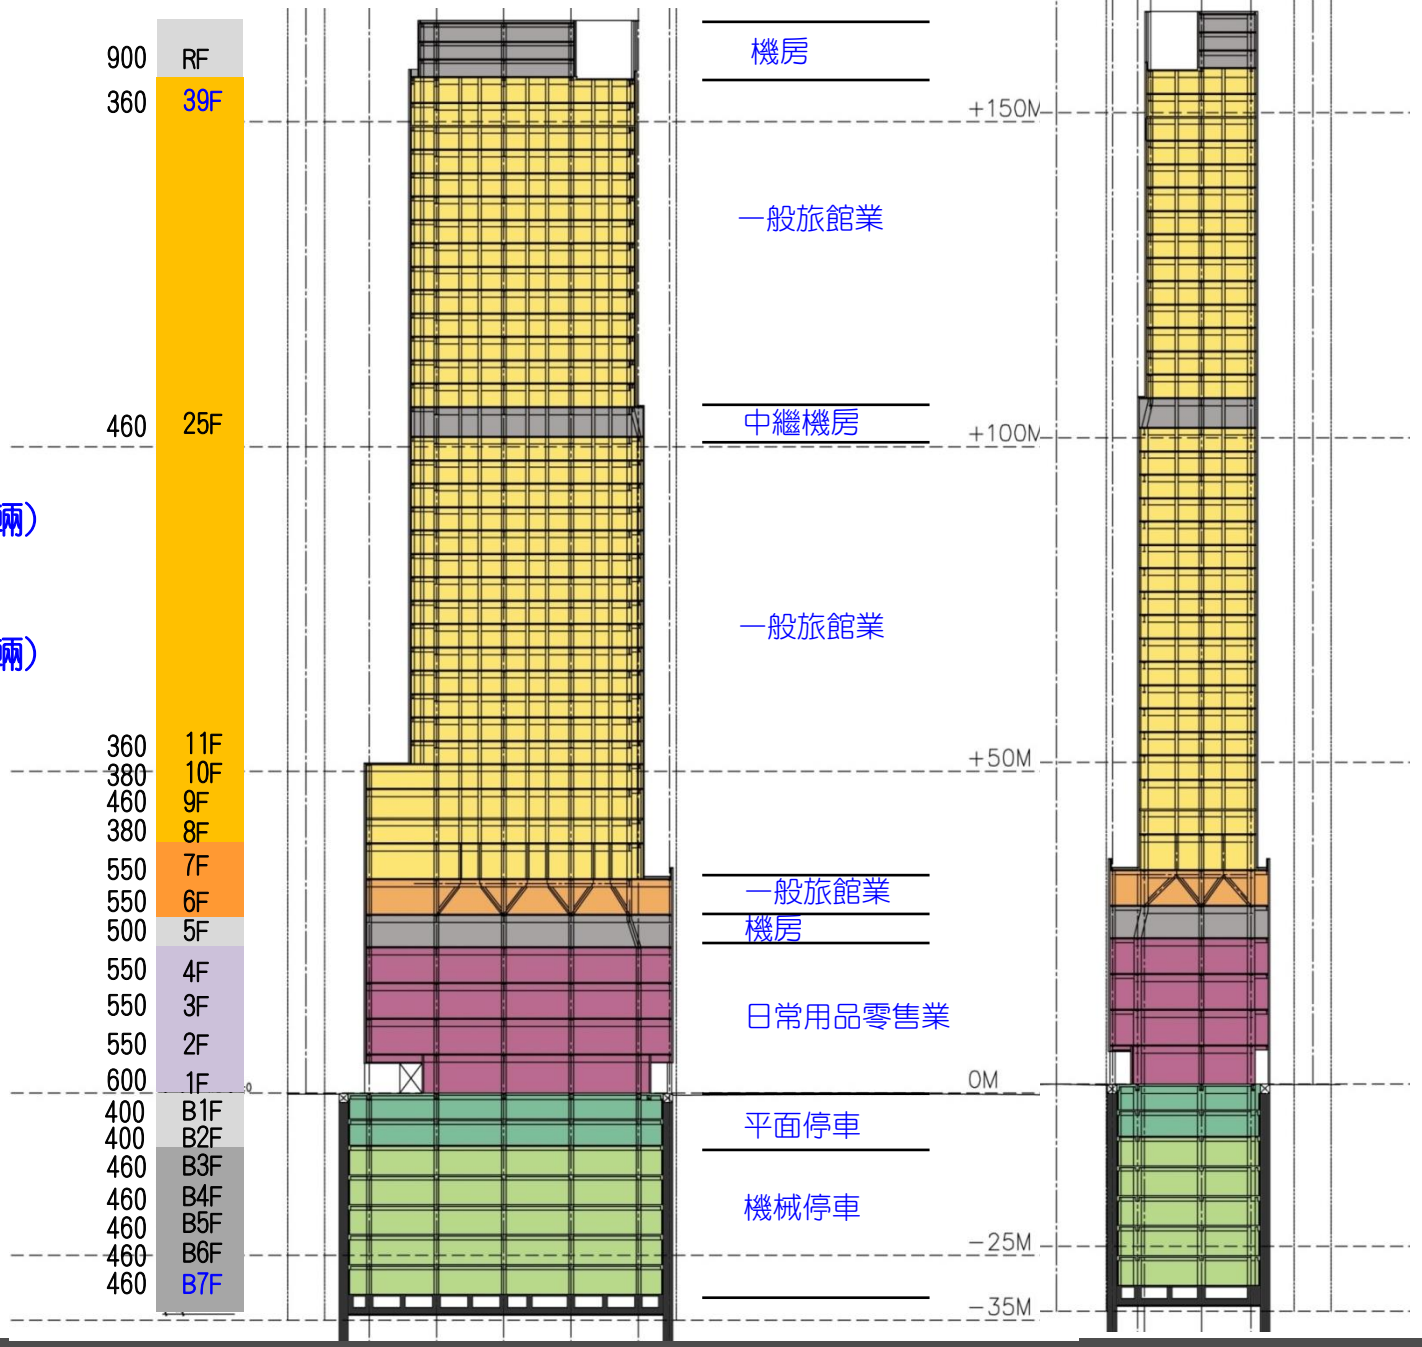 900 RF
機房
360 39F
+150M
一般旅館業
460 25F
中繼機房
+100M
輛)
一般旅館業
輛)
360 11F
+50M
380 10F
460 9F
380 8F
550 7F
一般旅館業
550 6F
機房
500 5F
550 4F
550 3F
日常用品零售業
550 2F
600 1F
0M
400 B1F
平面停車
400 B2F
460 B3F
460 B4F
機械停車
460 B5F
-25M
460 B6F
460 B7F
-35M